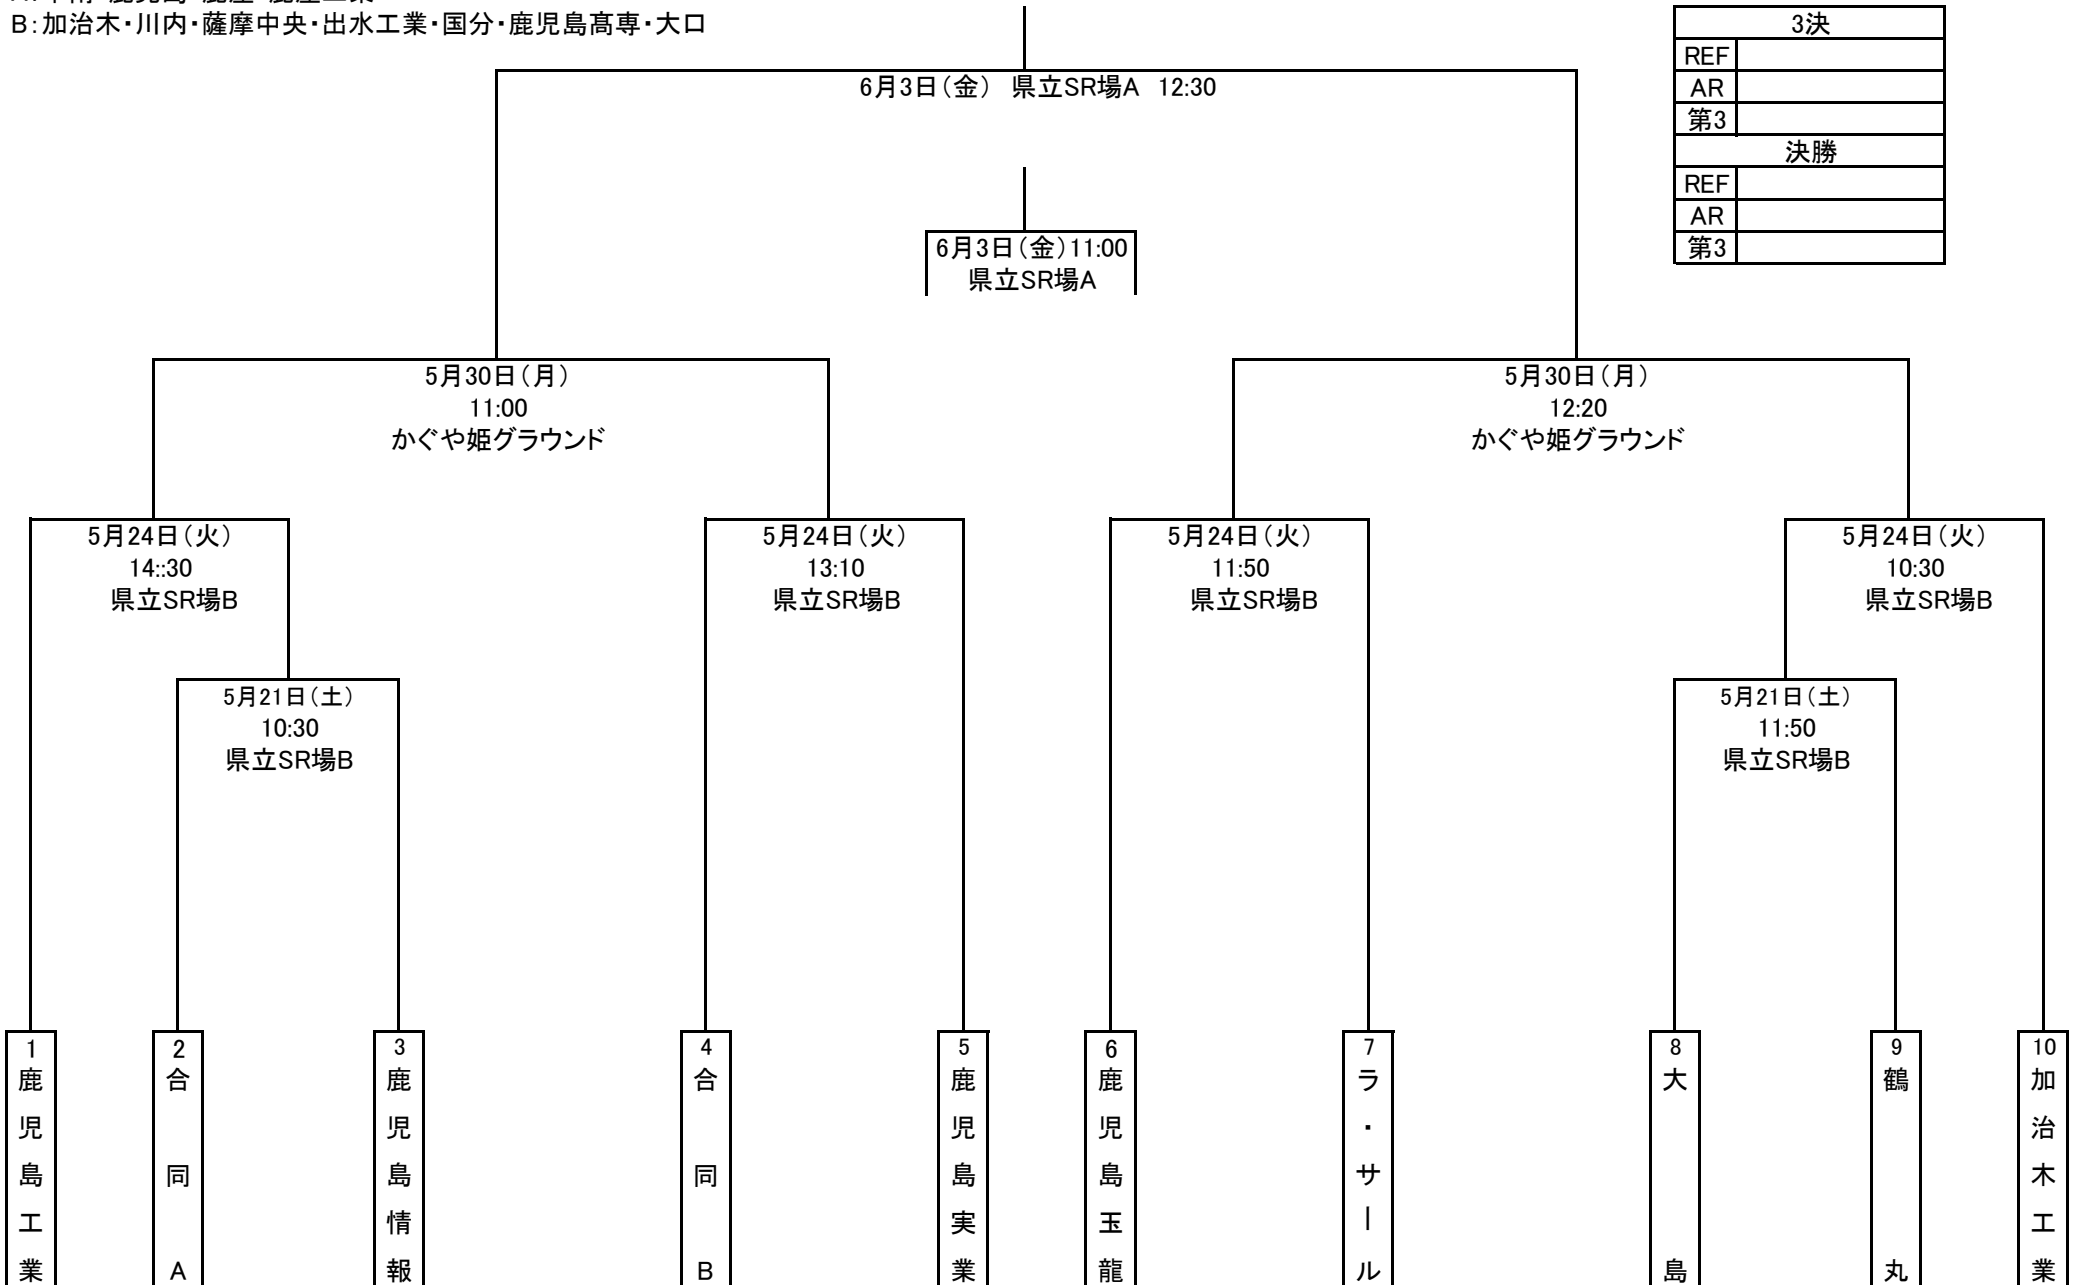 B：加治木・川内・薩摩中央・出水工業・国分・鹿児島髙専・大口
3決
REF
AR
第3
決勝
REF
AR
第3
6月3日（金）　県立SR場A　12:30
6月3日（金）11:00
県立SR場A
5月30日（月）
11:00
かぐや姫グラウンド
5月30日（月）
12:20
かぐや姫グラウンド
5月24日（火）
14::30
県立SR場B
5月24日（火）
13:10
県立SR場B
5月24日（火）
11:50
県立SR場B
5月24日（火）
10:30
県立SR場B
5月21日（土）
10:30
県立SR場B
5月21日（土）
11:50
県立SR場B
1
鹿児島工業
2
合同A
3
鹿児島情報
4
合同B
5
鹿児島実業
6
鹿児島玉龍
7
ラ・サール
8
大島
9
鶴丸
10
加治木工業